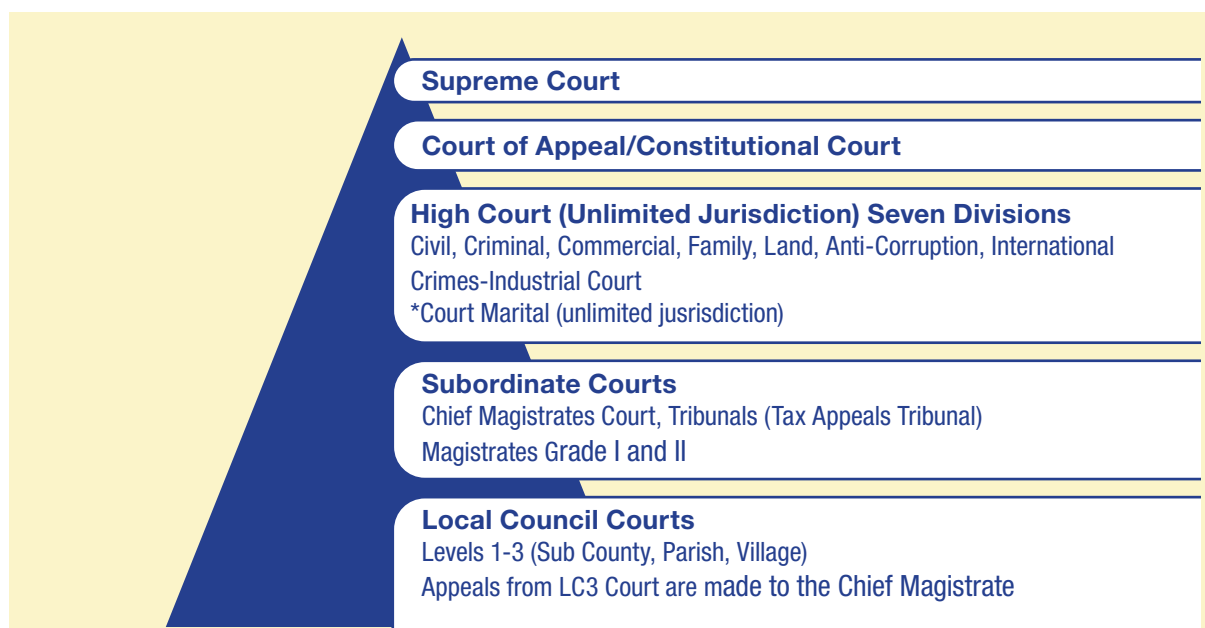 Supreme Court
Court of Appeal/Constitutional Court
High Court (Unlimited Jurisdiction) Seven Divisions
Civil, Criminal, Commercial, Family, Land, Anti-Corruption, International
Crimes-Industrial Court
*Court Marital (unlimited jusrisdiction)
Subordinate Courts
Chief Magistrates Court, Tribunals (Tax Appeals Tribunal)
Magistrates Grade I and II
Local Council Courts
Levels 1-3 (Sub County, Parish, Village)
Appeals from LC3 Court are made to the Chief Magistrate